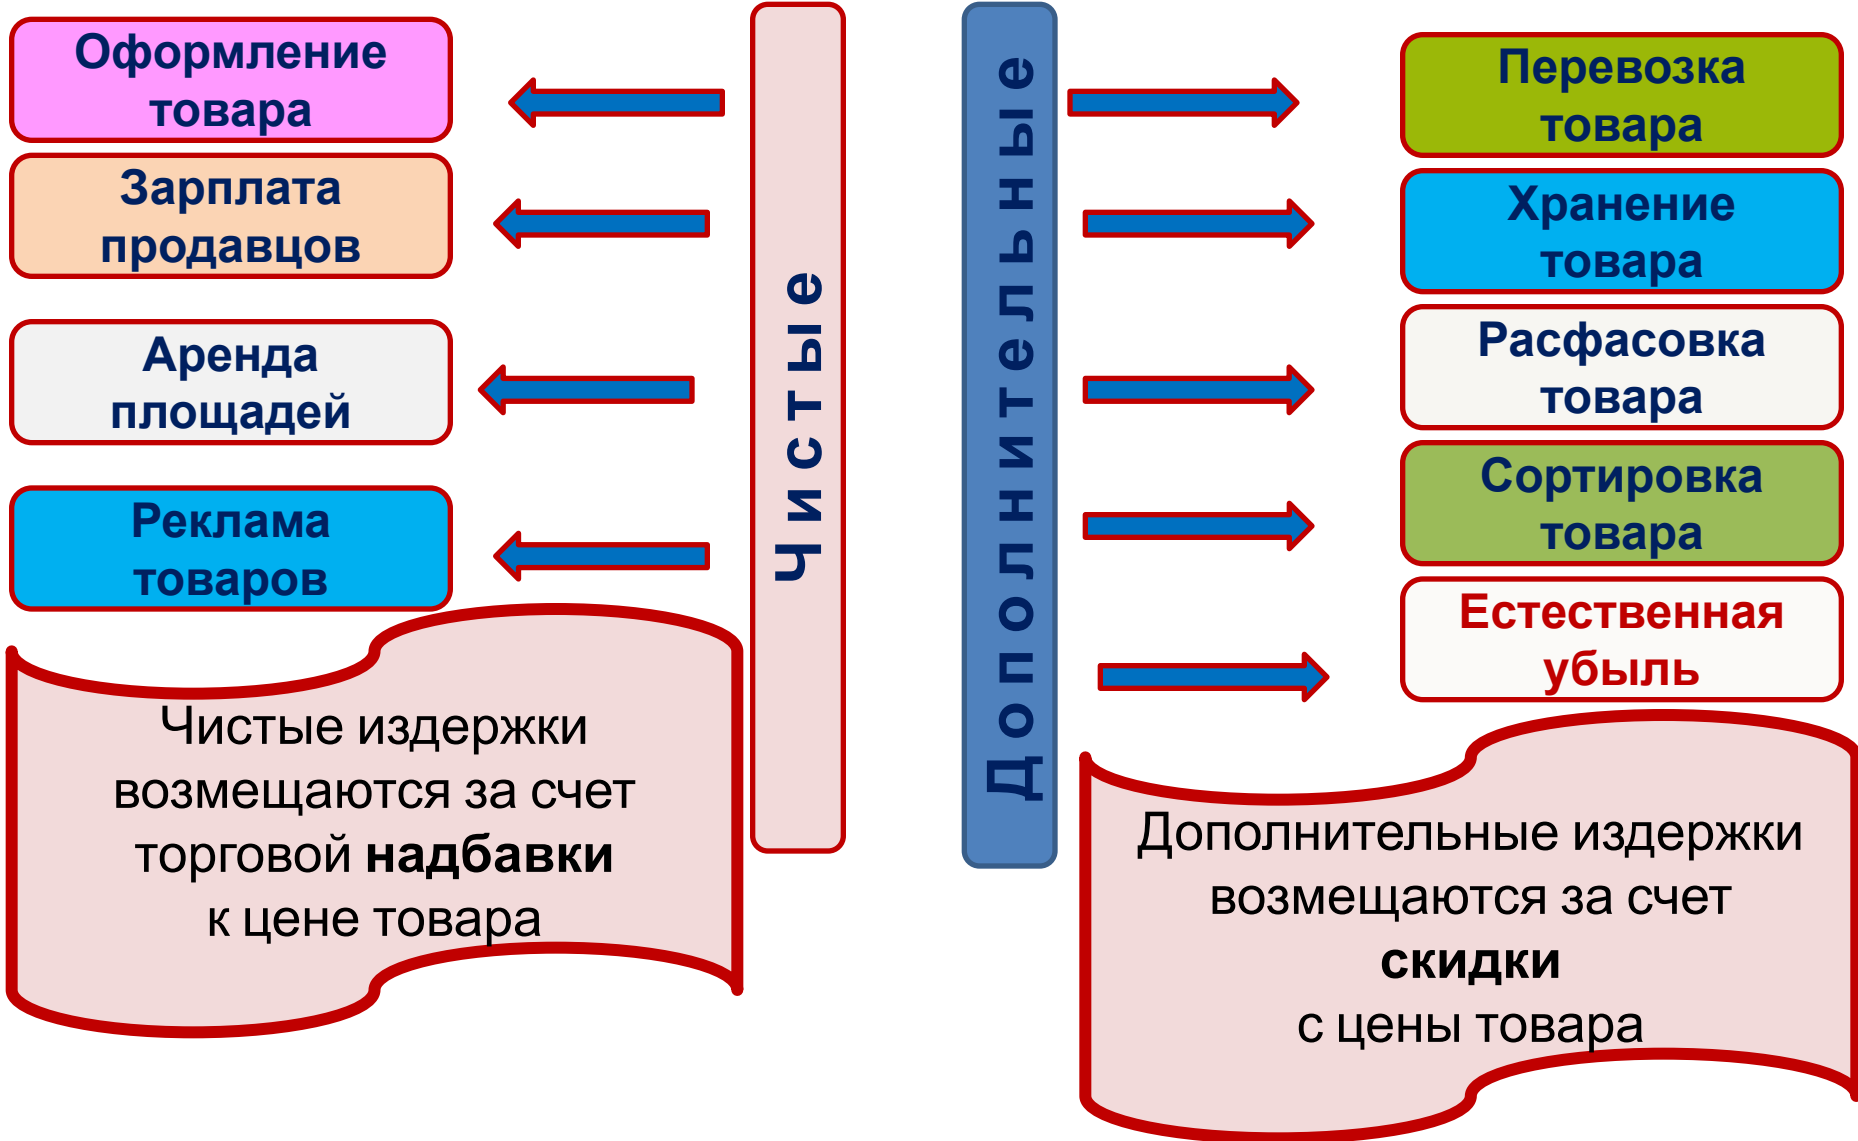 Оформление
товара
Зарплата
продавцов
Аренда
площадей
Реклама
товаров
Чистые издержки
возмещаются за счет
торговой надбавки
к цене товара
Чистые
Дополнительные
Перевозка
товара
Хранение
товара
Расфасовка
товара
Сортировка
товара
Естественная
убыль
Дополнительные издержки
возмещаются за счет
скидки
с цены товара